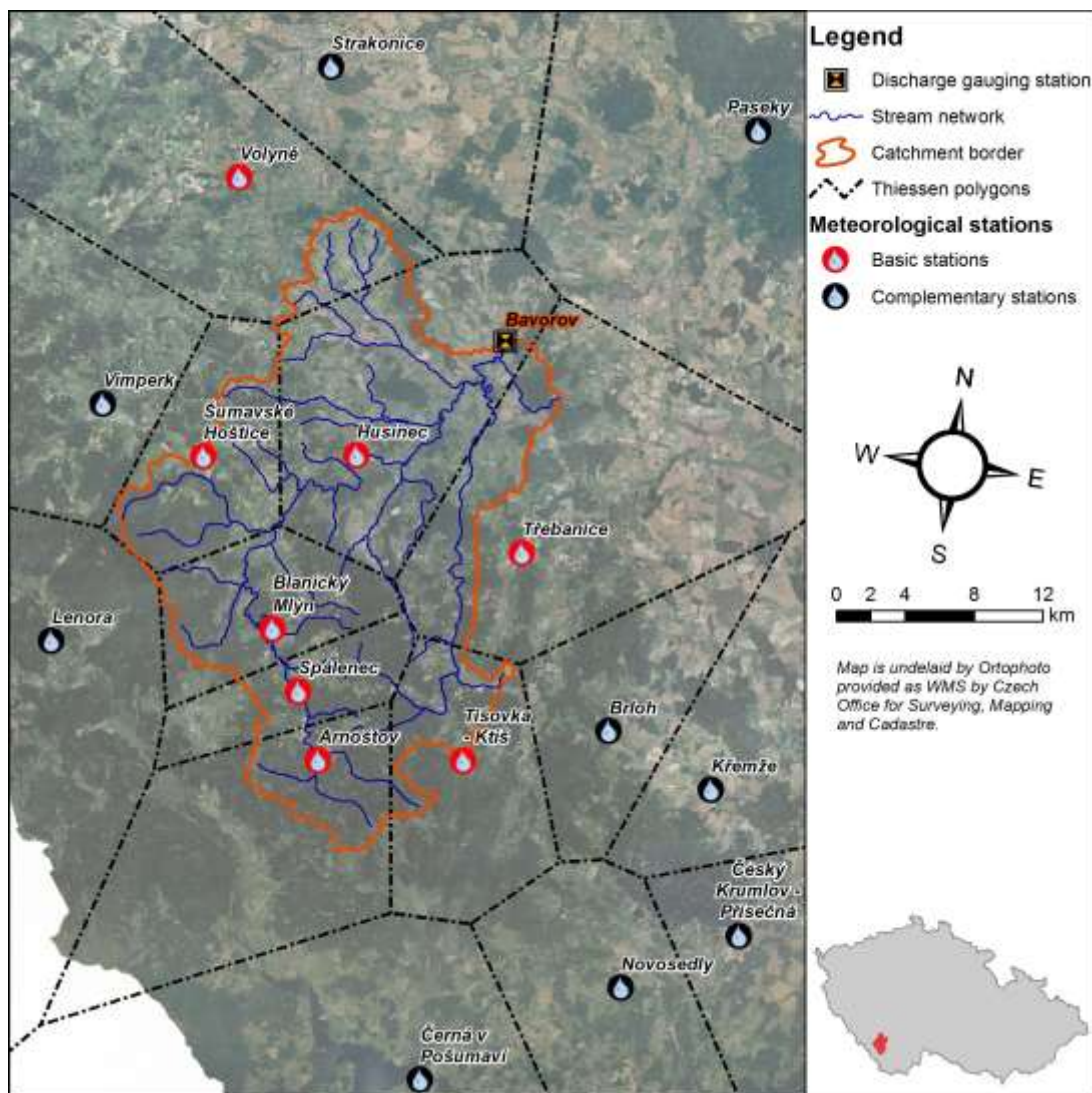 Strakonice
Paseky
Volyně
Bavorov
Vimperk
Šumavské
Hoštice
Husinec
Třebanice
Blanický
Mlýn
Lenora
Spálenec
Arnoštov
Tisovka
- Ktiš
Brloh
Křemže
Český
Krumlov -
Přísečná
Novosedly
Černá v
Pošumaví
Legend
Discharge gauging station
Stream network
Catchment border
Thiessen polygons
Meteorological stations
Basic stations
Complementary stations
N
W
E
S
0 2 4 8 12
km
Map is undelaid by Ortophoto
provided as WMS by Czech
Office for Surveying, Mapping
and Cadastre.